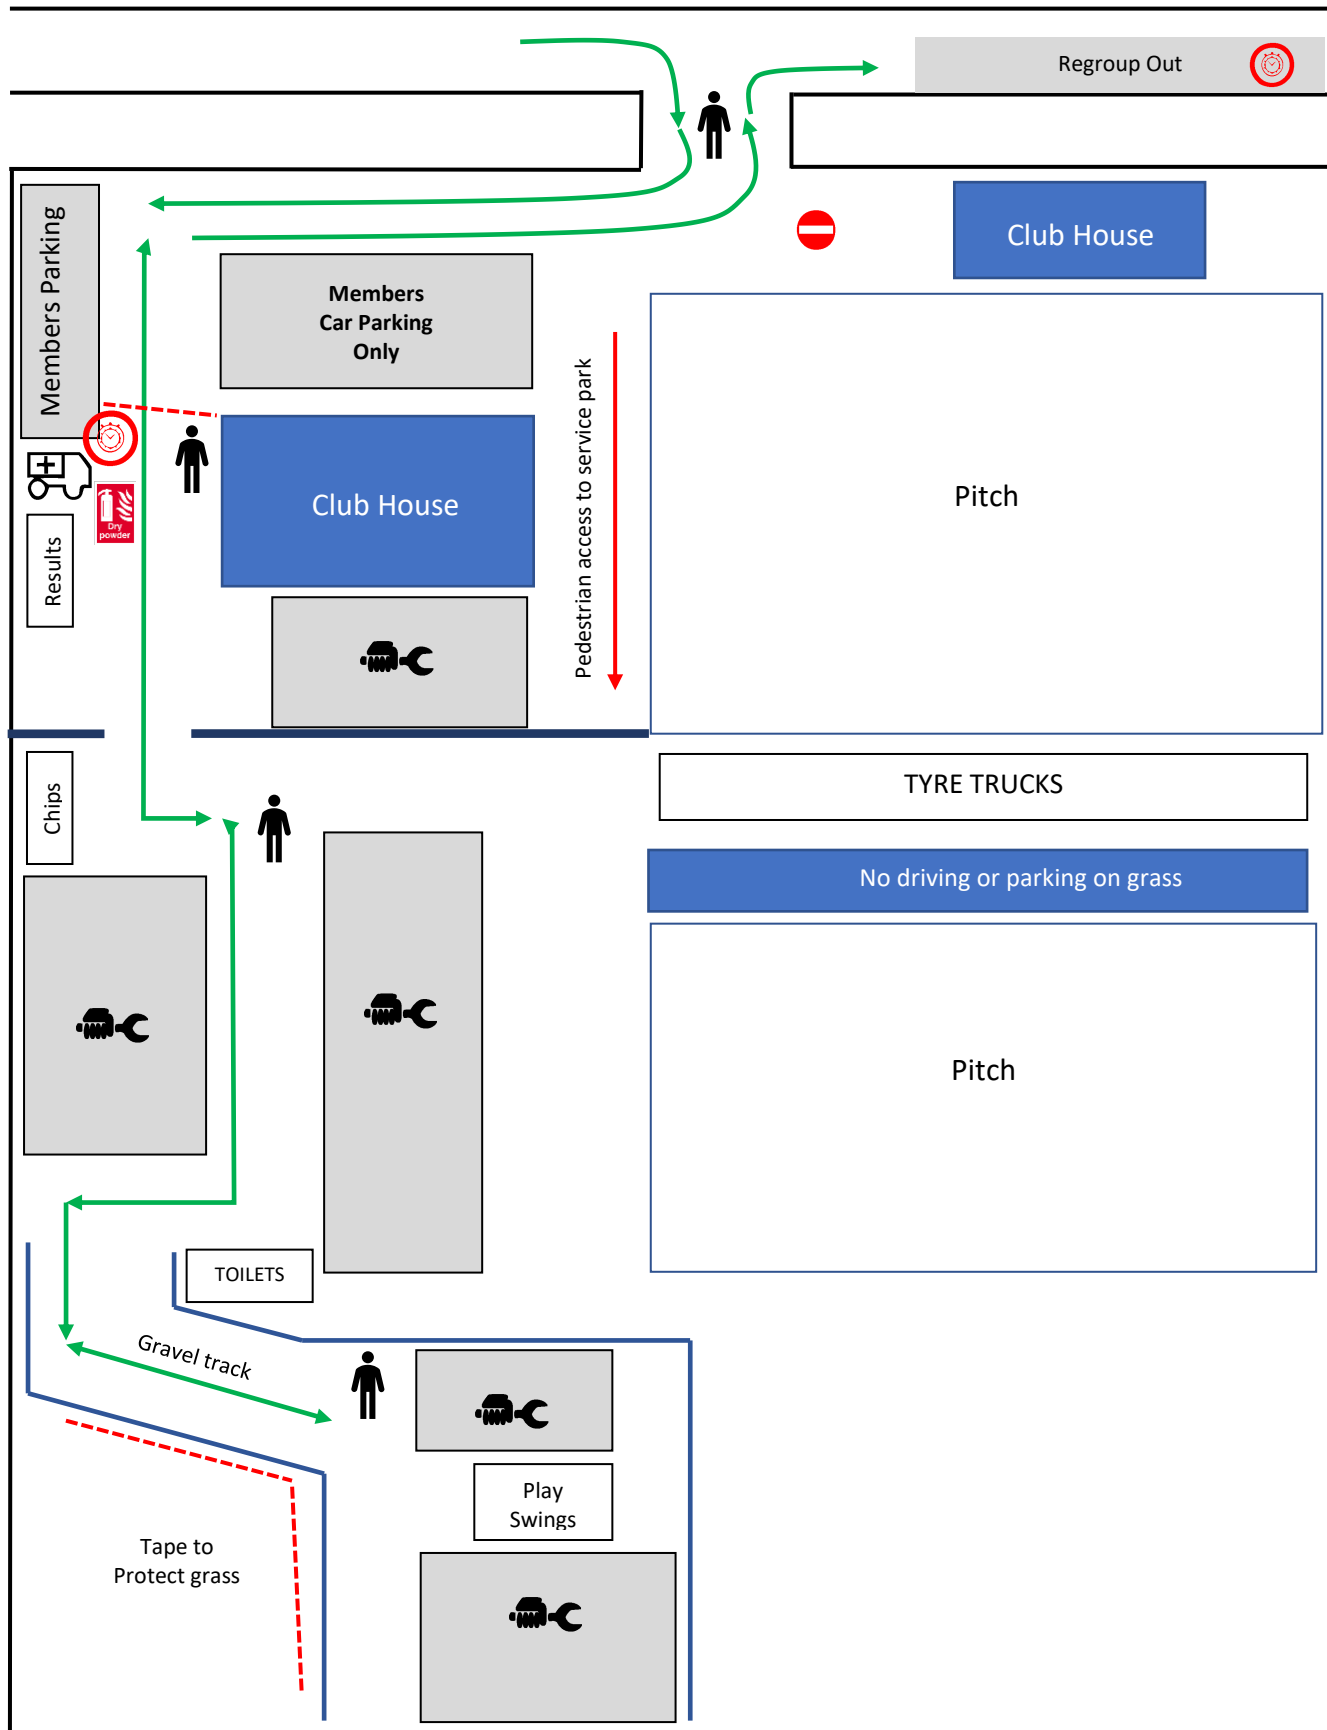 Regroup Out
Club House
Members Parking
Members
Car Parking
Only
Pedestrian access to service park
Club House
Pitch
Dry
powder
Results
TYRE TRUCKS
Chips
No driving or parking on grass
Pitch
TOILETS
Gravel track
Play
Swings
Tape to
Protect grass